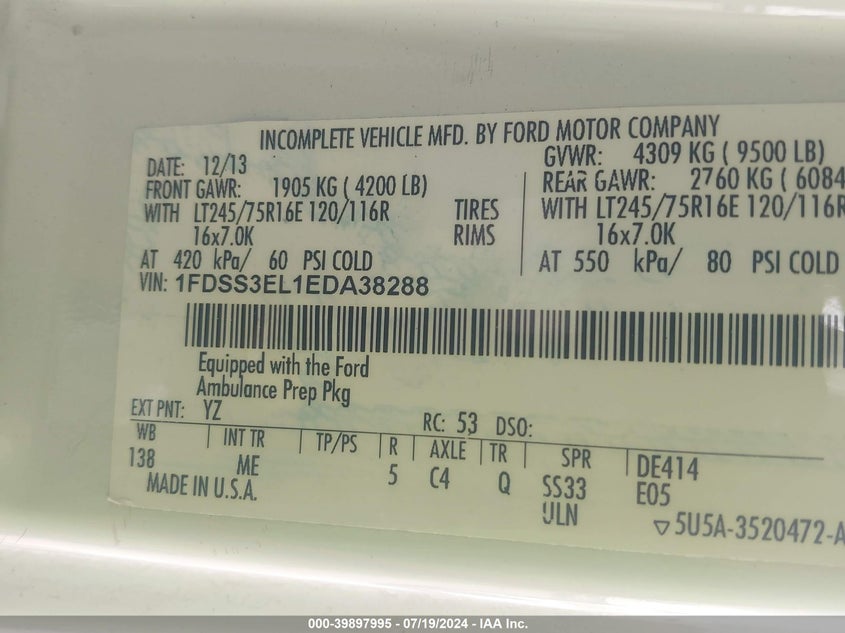 INCOMPLETE VEHICLE MFD. BY FORD MOTOR COMPANY
DATE: 12/13 GVWR: 4309 KG ( 9500 LB)
FRONT GAWR: 1905 KG ( 4200 LB) REAR GAWR: 2760 KG ( 6084
WITH LT245/75R16E 120/116R TIRES WITH LT245/75R16E 120/116R
16x7.0K RIMS 16x7.0K
AT 420 kPa/ 60 PSI COLD AT 550 kPa/ 80 PSI COLD
VIN: 1FDSS3EL1EDA38288
Equipped with the Ford
Ambulance Prep Pkg
EXT PNT: YZ RC: 53 DSO:
WB INT TR TP/PS R AXLE TR SPR DE414
138 ME 5 C4 Q SS33 E05
MADE IN U.S.A. ULN
5U5A-3520472-A
000-39897995 - 07/19/2024 - IAA Inc.